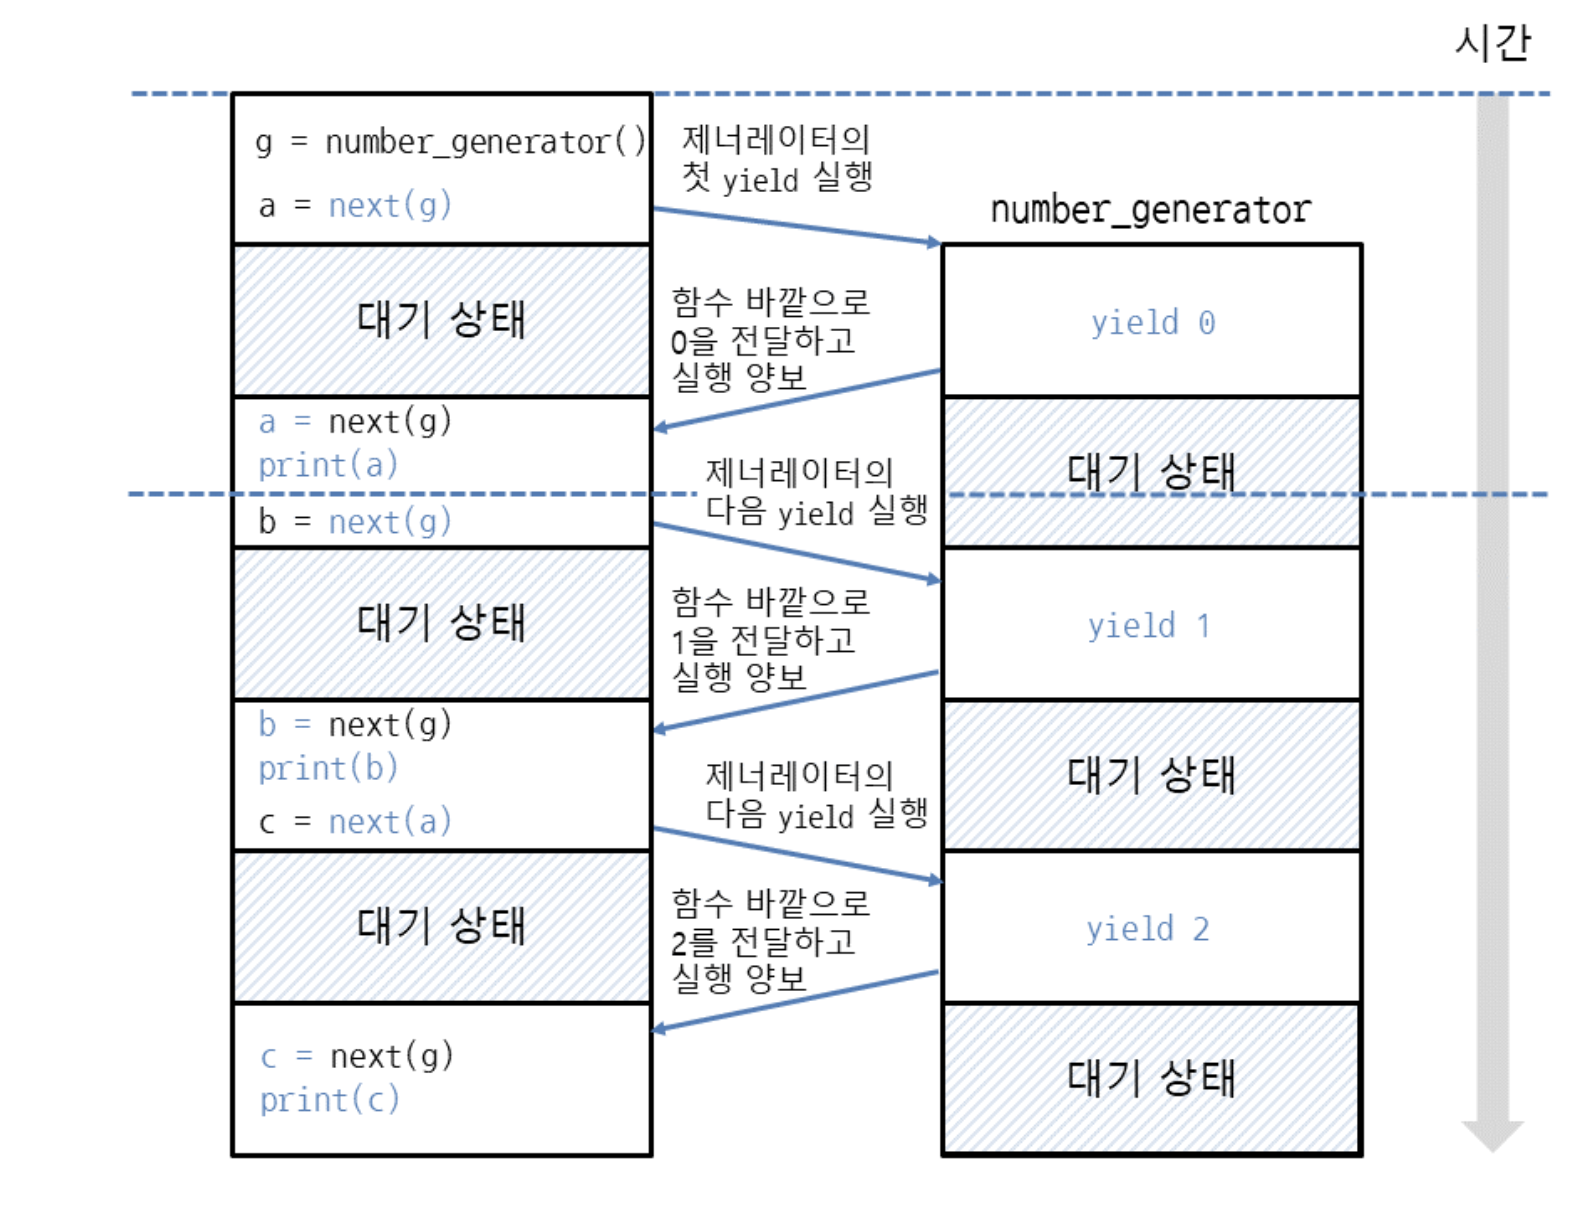 시간
g = number_generator()
a = next(g)
제너레이터의
첫 yield 실행
number_generator
대기 상태
함수 바깥으로
0을 전달하고
실행 양보
yield 0
a = next(g)
print(a)
b = next(g)
제너레이터의
다음 yield 실행
대기 상태
대기 상태
함수 바깥으로
1을 전달하고
실행 양보
yield 1
b = next(g)
print(b)
c = next(a)
제너레이터의
다음 yield 실행
대기 상태
대기 상태
함수 바깥으로
2를 전달하고
실행 양보
yield 2
c = next(g)
print(c)
대기 상태